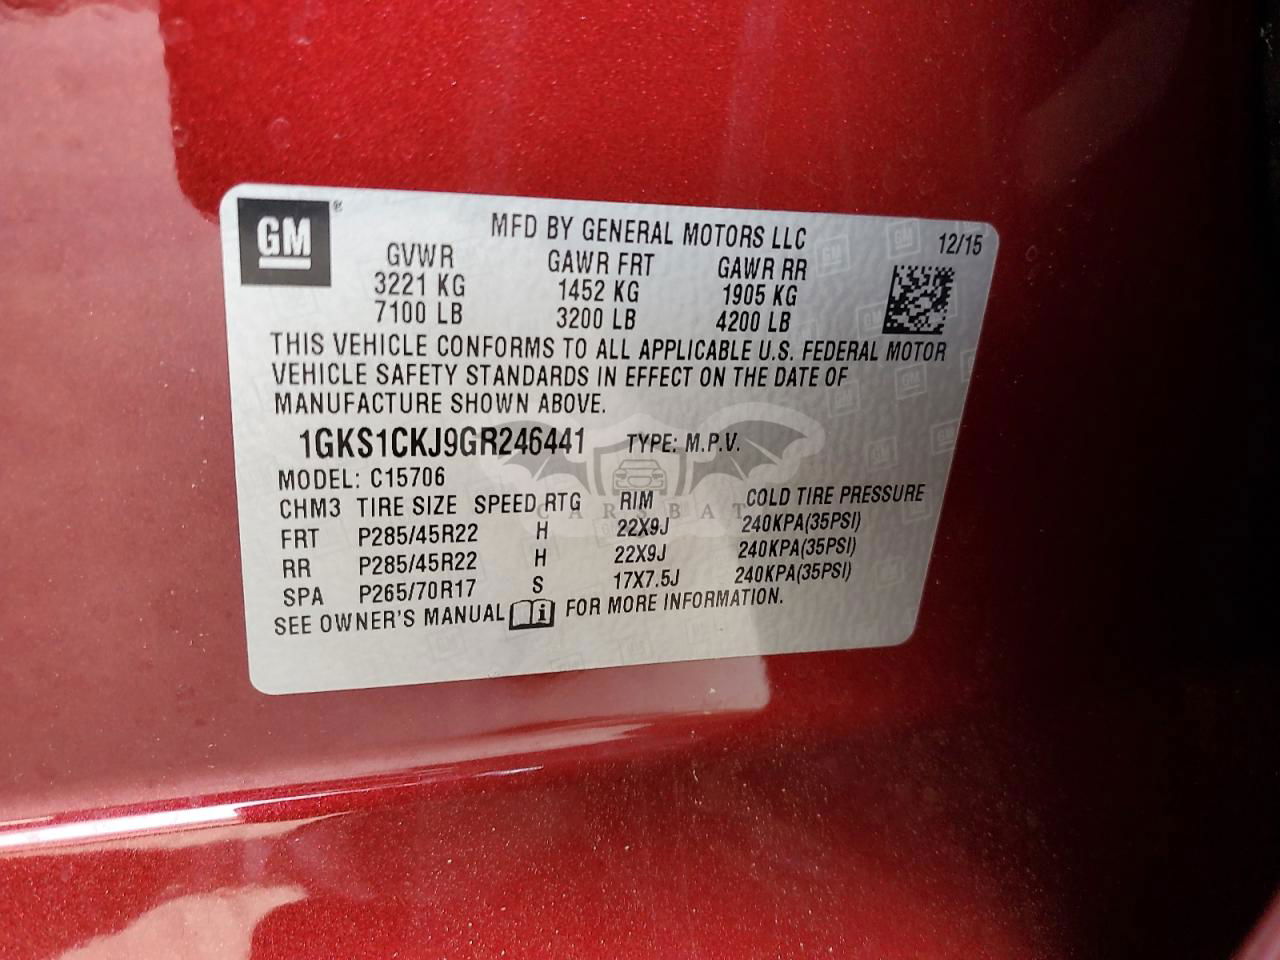 GM ®
MFD BY GENERAL MOTORS LLC 12/15
GVWR GAWR FRT GAWR RR
3221 KG 1452 KG 1905 KG
7100 LB 3200 LB 4200 LB
THIS VEHICLE CONFORMS TO ALL APPLICABLE U.S. FEDERAL MOTOR
VEHICLE SAFETY STANDARDS IN EFFECT ON THE DATE OF
MANUFACTURE SHOWN ABOVE.
1GKS1CKJ9GR246441 TYPE: M.P.V.
MODEL: C15706
CHM3 TIRE SIZE SPEED RTG RIM COLD TIRE PRESSURE
CARSBAT
FRT P285/45R22 H 22X9J 240KPA(35PSI)
RR P285/45R22 H 22X9J 240KPA(35PSI)
SPA P265/70R17 S 17X7.5J 240KPA(35PSI)
SEE OWNER'S MANUAL i FOR MORE INFORMATION.